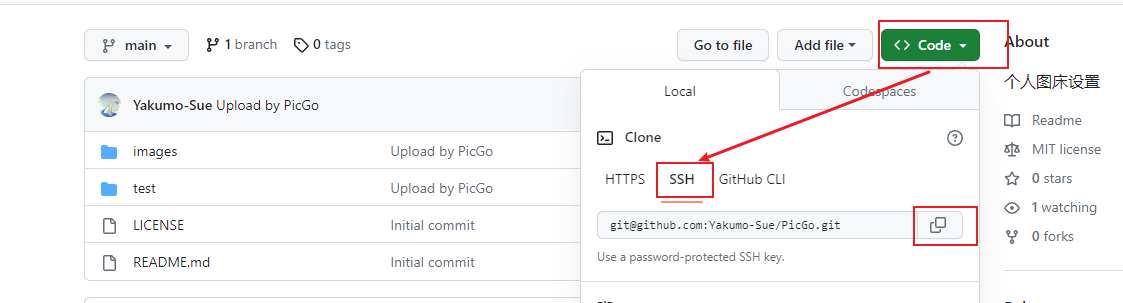 main 1 branch 0 tags Go to file Add file <> Code About
Local Codespaces
个人图床设置
Yakumo-Sue Upload by PicGo
Clone
Readme
images Upload by PicGo
MIT license
HTTPS SSH GitHub CLI
0 stars
test Upload by PicGo
1 watching
LICENSE Initial commit
git@github.com:Yakumo-Sue/PicGo.git
0 forks
Use a password-protected SSH key.
README.md Initial commit